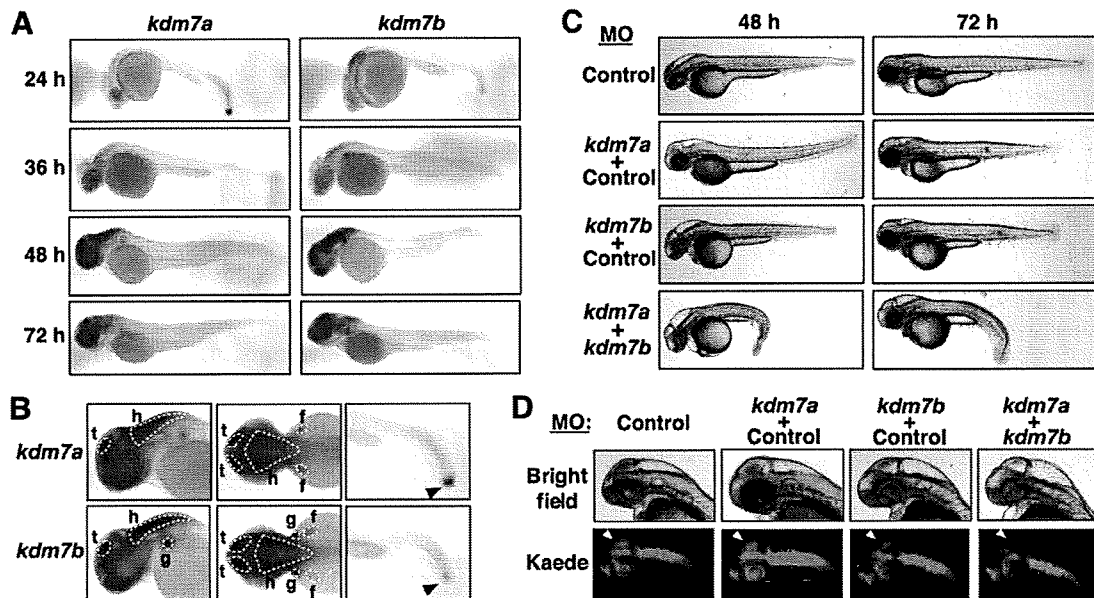 A
kdm7a kdm7b
24 h
36 h
48 h
72 h
B
kdm7a
t h
t t h f f
kdm7b
t h g
t t h g g f f
C
MO 48 h 72 h
Control
kdm7a
+
Control
kdm7b
+
Control
kdm7a
+
kdm7b
D
MO: Control kdm7a + Control kdm7b + Control kdm7a + kdm7b
Bright
field
Kaede